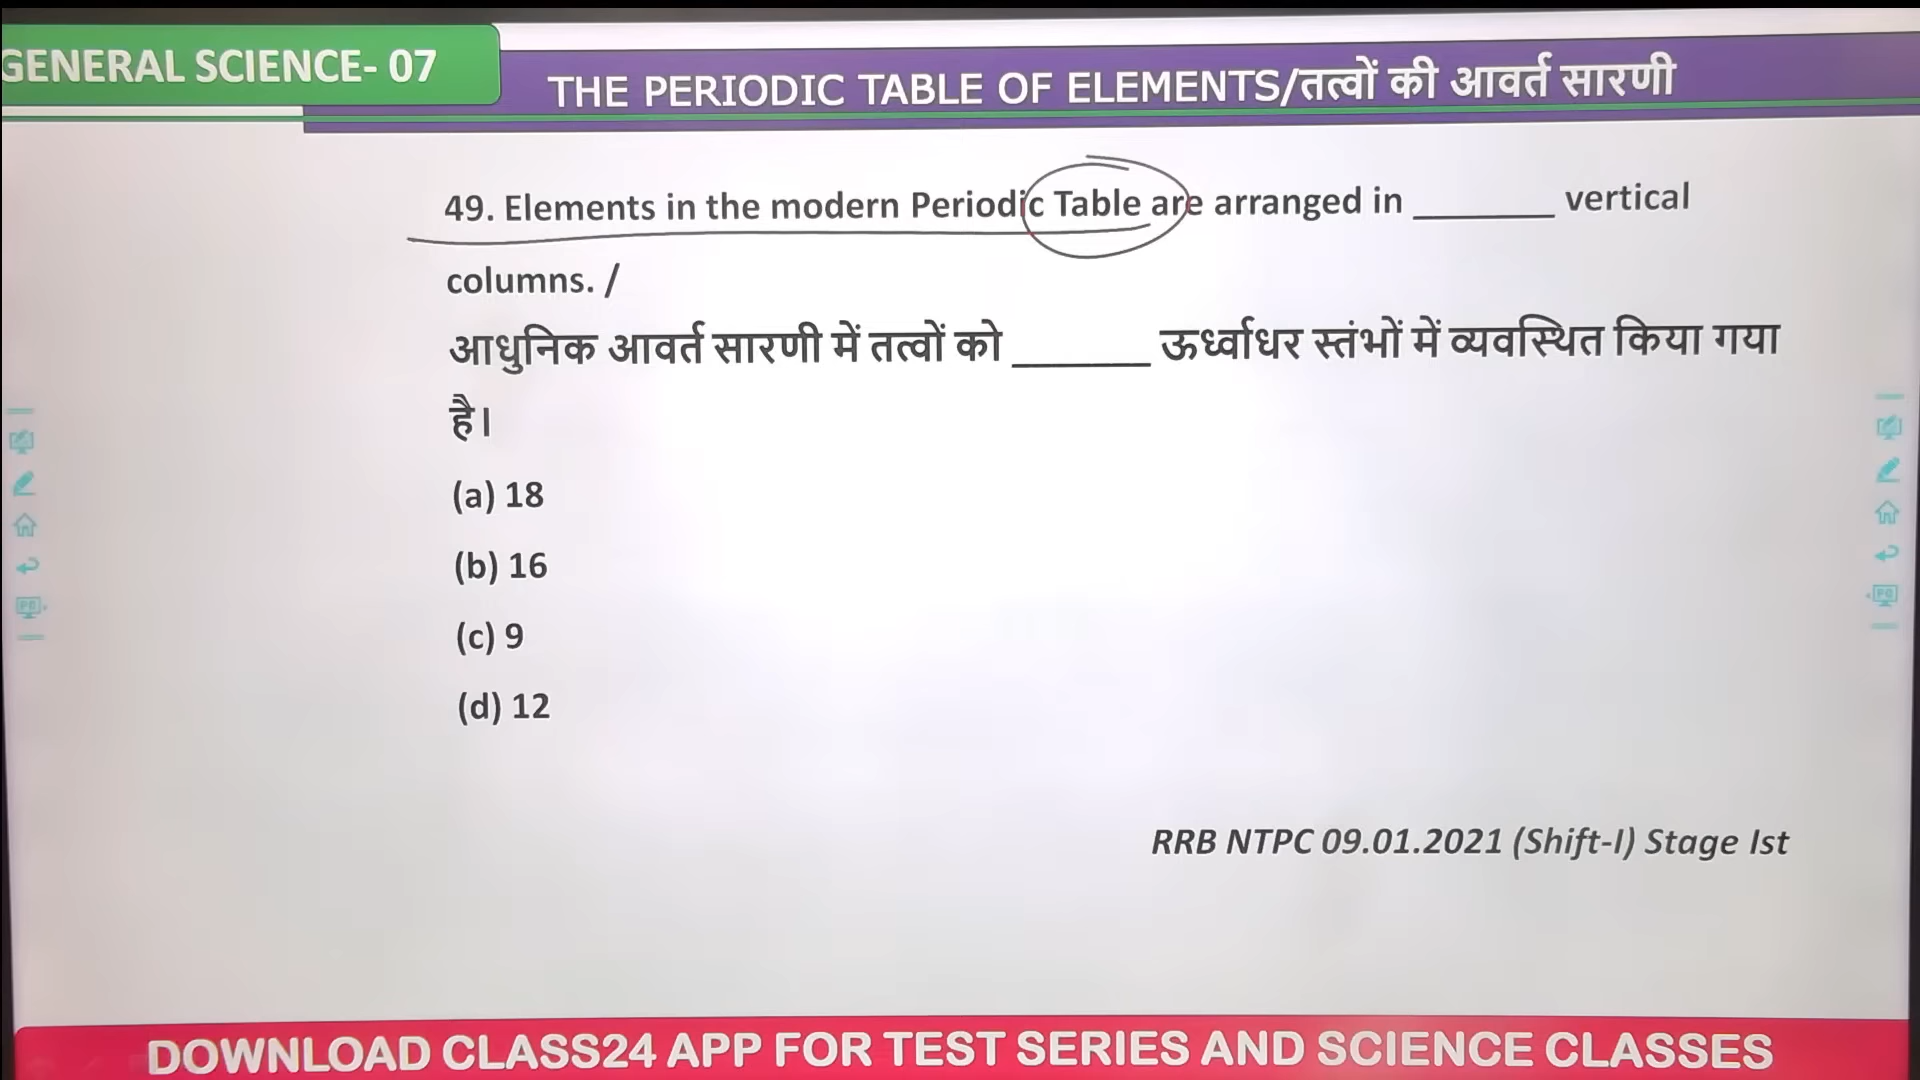 GENERAL SCIENCE- 07
THE PERIODIC TABLE OF ELEMENTS/तत्वों की आवर्त सारणी
49. Elements in the modern Periodic Table are arranged in _______ vertical
columns. /
आधुनिक आवर्त सारणी में तत्वों को _______ ऊर्ध्वाधर स्तंभों में व्यवस्थित किया गया
है।
(a) 18
(b) 16
(c) 9
(d) 12
RRB NTPC 09.01.2021 (Shift-I) Stage Ist
DOWNLOAD CLASS24 APP FOR TEST SERIES AND SCIENCE CLASSES